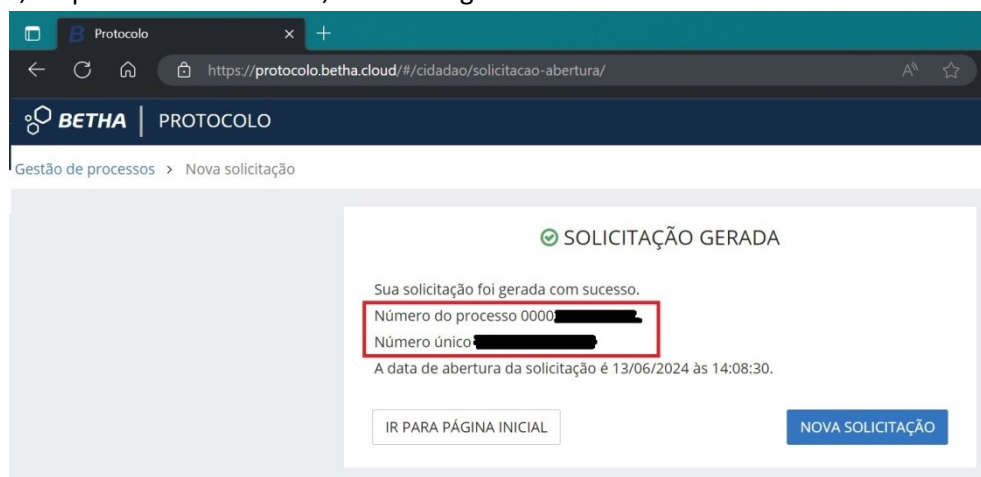 Protocolo
https://protocolo.betha.cloud/#/cidadao/solicitacao-abertura/
BETHA | PROTOCOLO
Gestão de processos > Nova solicitação
SOLICITAÇÃO GERADA
Sua solicitação foi gerada com sucesso.
Número do processo 0000
Número único
A data de abertura da solicitação é 13/06/2024 às 14:08:30.
IR PARA PÁGINA INICIAL
NOVA SOLICITAÇÃO